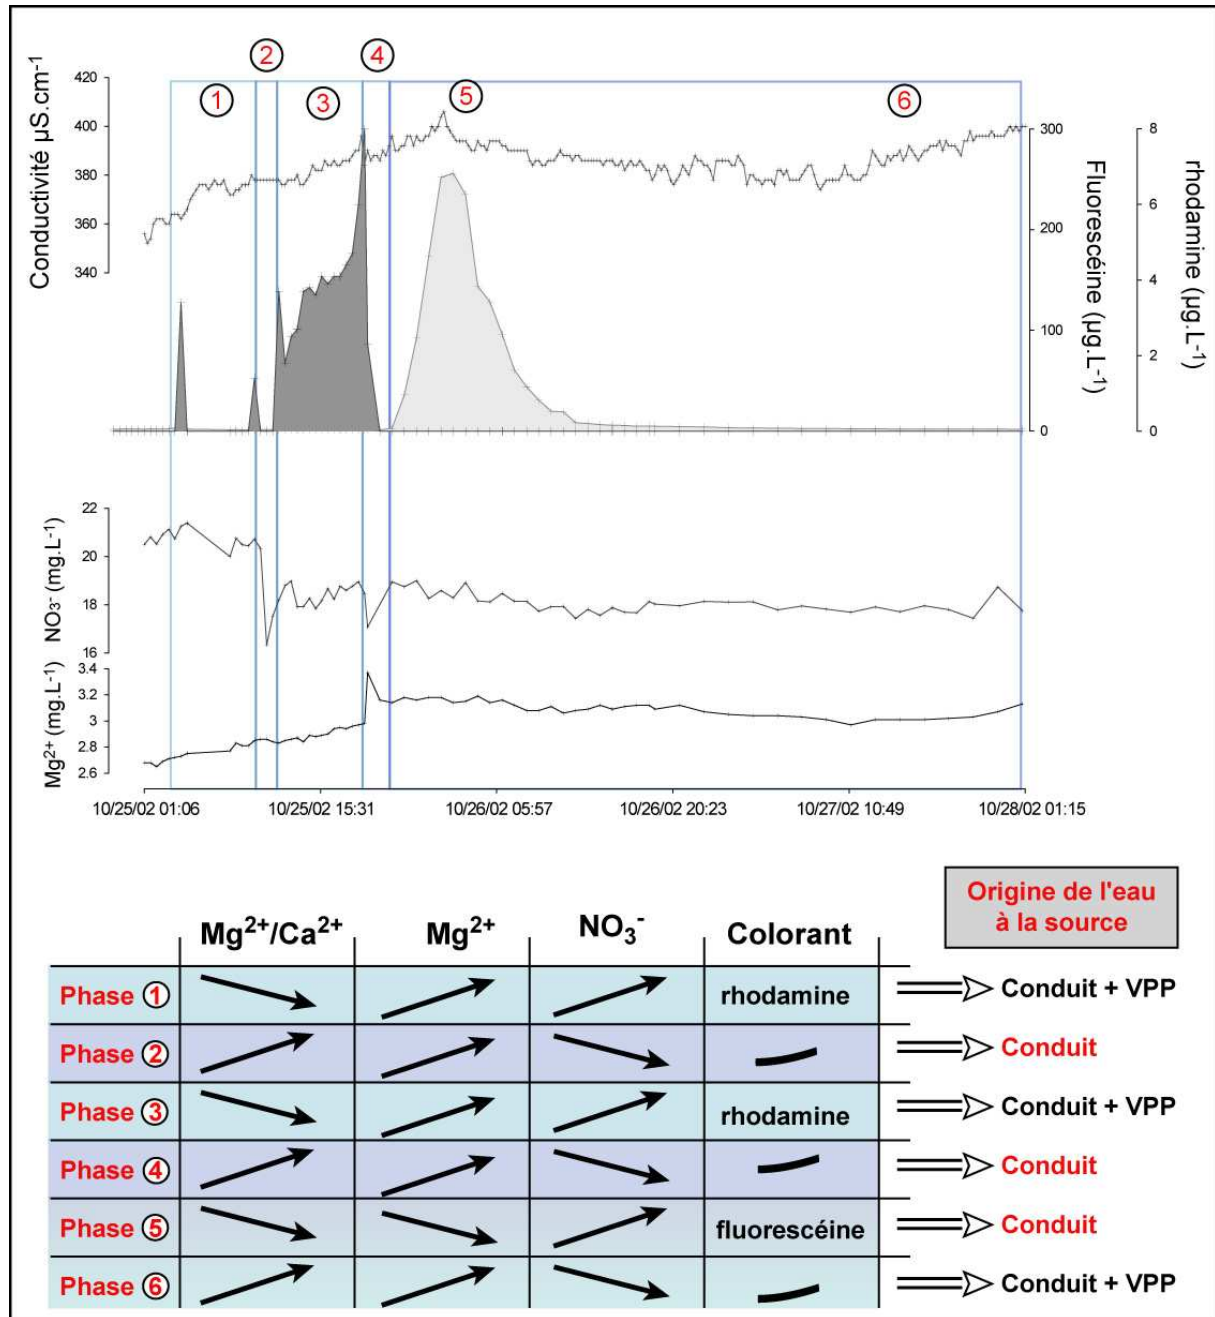 ② ④
① ③ ⑤ ⑥
Conductivité µS.cm-1
420
400
380
360
340
300
200
100
0
Fluorescéine (µg.L-1)
8
6
4
2
0
rhodamine (µg.L-1)
NO3- (mg.L-1)
22
20
18
16
Mg2+ (mg.L-1)
3.4
3.2
3
2.8
2.6
10/25/02 01:06 10/25/02 15:31 10/26/02 05:57 10/26/02 20:23 10/27/02 10:49 10/28/02 01:15
Origine de l'eau
à la source
Mg2+/Ca2+ Mg2+ NO3- Colorant
Phase ① rhodamine Conduit + VPP
Phase ② Conduit
Phase ③ rhodamine Conduit + VPP
Phase ④ Conduit
Phase ⑤ fluorescéine Conduit
Phase ⑥ Conduit + VPP